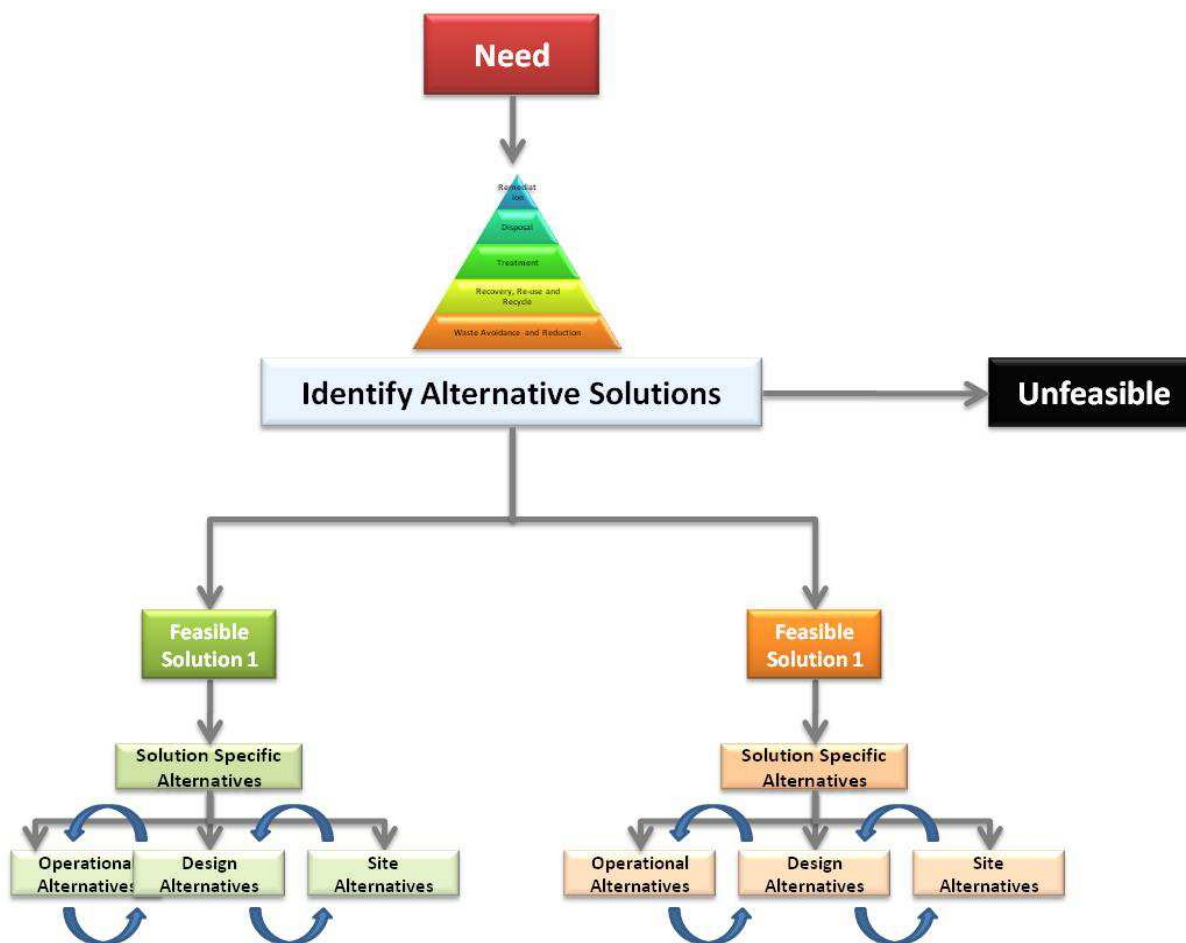 Need
Remediat
ion
Disposal
Treatment
Recovery, Re-use and
Recycle
Waste Avoidance and Reduction
Identify Alternative Solutions
Unfeasible
Feasible
Solution 1
Feasible
Solution 1
Solution Specific
Alternatives
Solution Specific
Alternatives
Operational
Alternatives
Design
Alternatives
Site
Alternatives
Operational
Alternatives
Design
Alternatives
Site
Alternatives